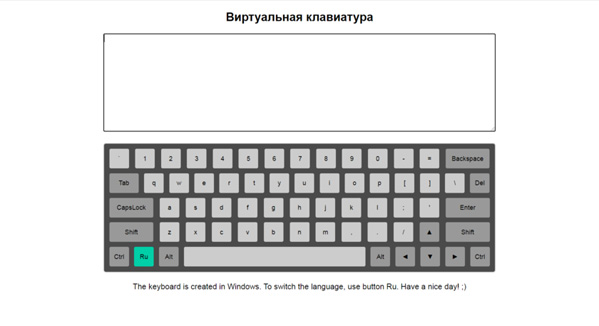 Виртуальная клавиатура
` 1 2 3 4 5 6 7 8 9 0 - = Backspace
Tab q w e r t y u i o p [ ] \ Del
CapsLock a s d f g h j k l ; ' Enter
Shift z x c v b n m , . / ▲ Shift
Ctrl Ru Alt Alt ◄ ▼ ► Ctrl
The keyboard is created in Windows. To switch the language, use button Ru. Have a nice day! ;)